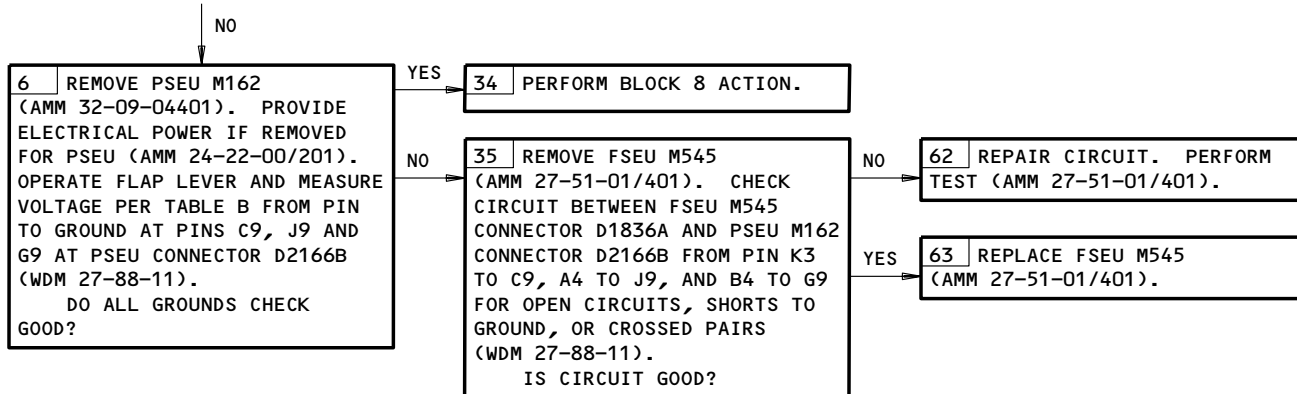 NO
6 REMOVE PSEU M162
(AMM 32-09-04401). PROVIDE
ELECTRICAL POWER IF REMOVED
FOR PSEU (AMM 24-22-00/201).
OPERATE FLAP LEVER AND MEASURE
VOLTAGE PER TABLE B FROM PIN
TO GROUND AT PINS C9, J9 AND
G9 AT PSEU CONNECTOR D2166B
(WDM 27-88-11).
DO ALL GROUNDS CHECK
GOOD?
YES
34 PERFORM BLOCK 8 ACTION.
NO
35 REMOVE FSEU M545
(AMM 27-51-01/401). CHECK
CIRCUIT BETWEEN FSEU M545
CONNECTOR D1836A AND PSEU M162
CONNECTOR D2166B FROM PIN K3
TO C9, A4 TO J9, AND B4 TO G9
FOR OPEN CIRCUITS, SHORTS TO
GROUND, OR CROSSED PAIRS
(WDM 27-88-11).
IS CIRCUIT GOOD?
NO
62 REPAIR CIRCUIT. PERFORM
TEST (AMM 27-51-01/401).
YES
63 REPLACE FSEU M545
(AMM 27-51-01/401).